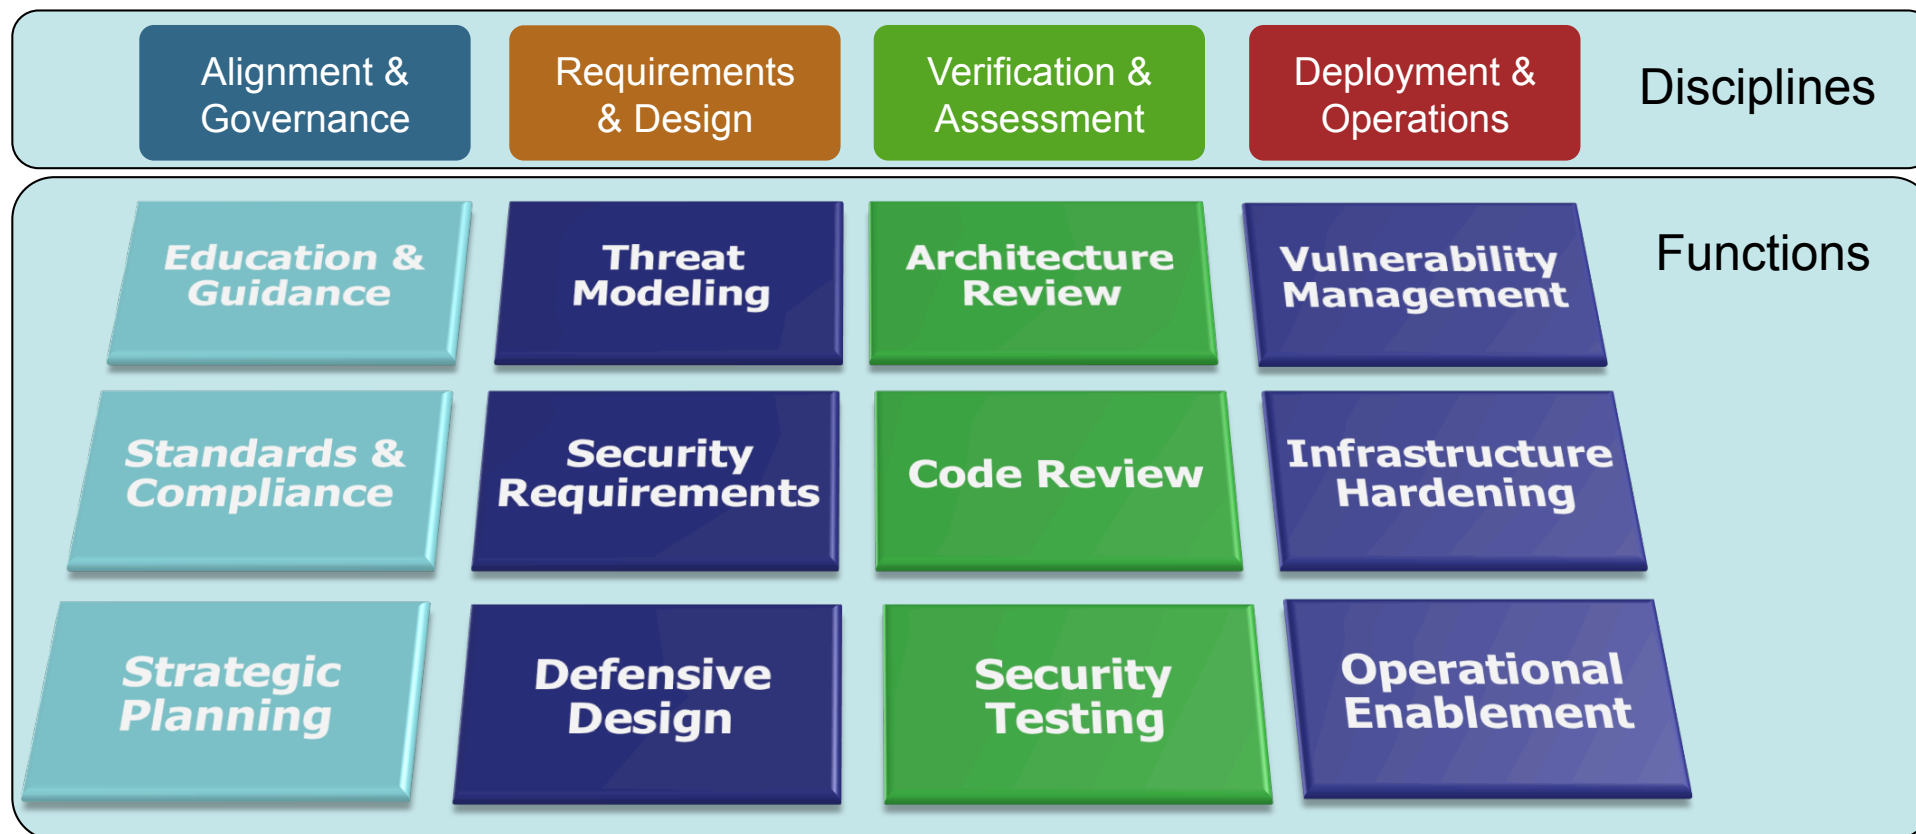 Alignment &
Governance
Requirements
& Design
Verification &
Assessment
Deployment &
Operations
Disciplines
Functions
Education &
Guidance
Threat
Modeling
Architecture
Review
Vulnerability
Management
Standards &
Compliance
Security
Requirements
Code Review
Infrastructure
Hardening
Strategic
Planning
Defensive
Design
Security
Testing
Operational
Enablement